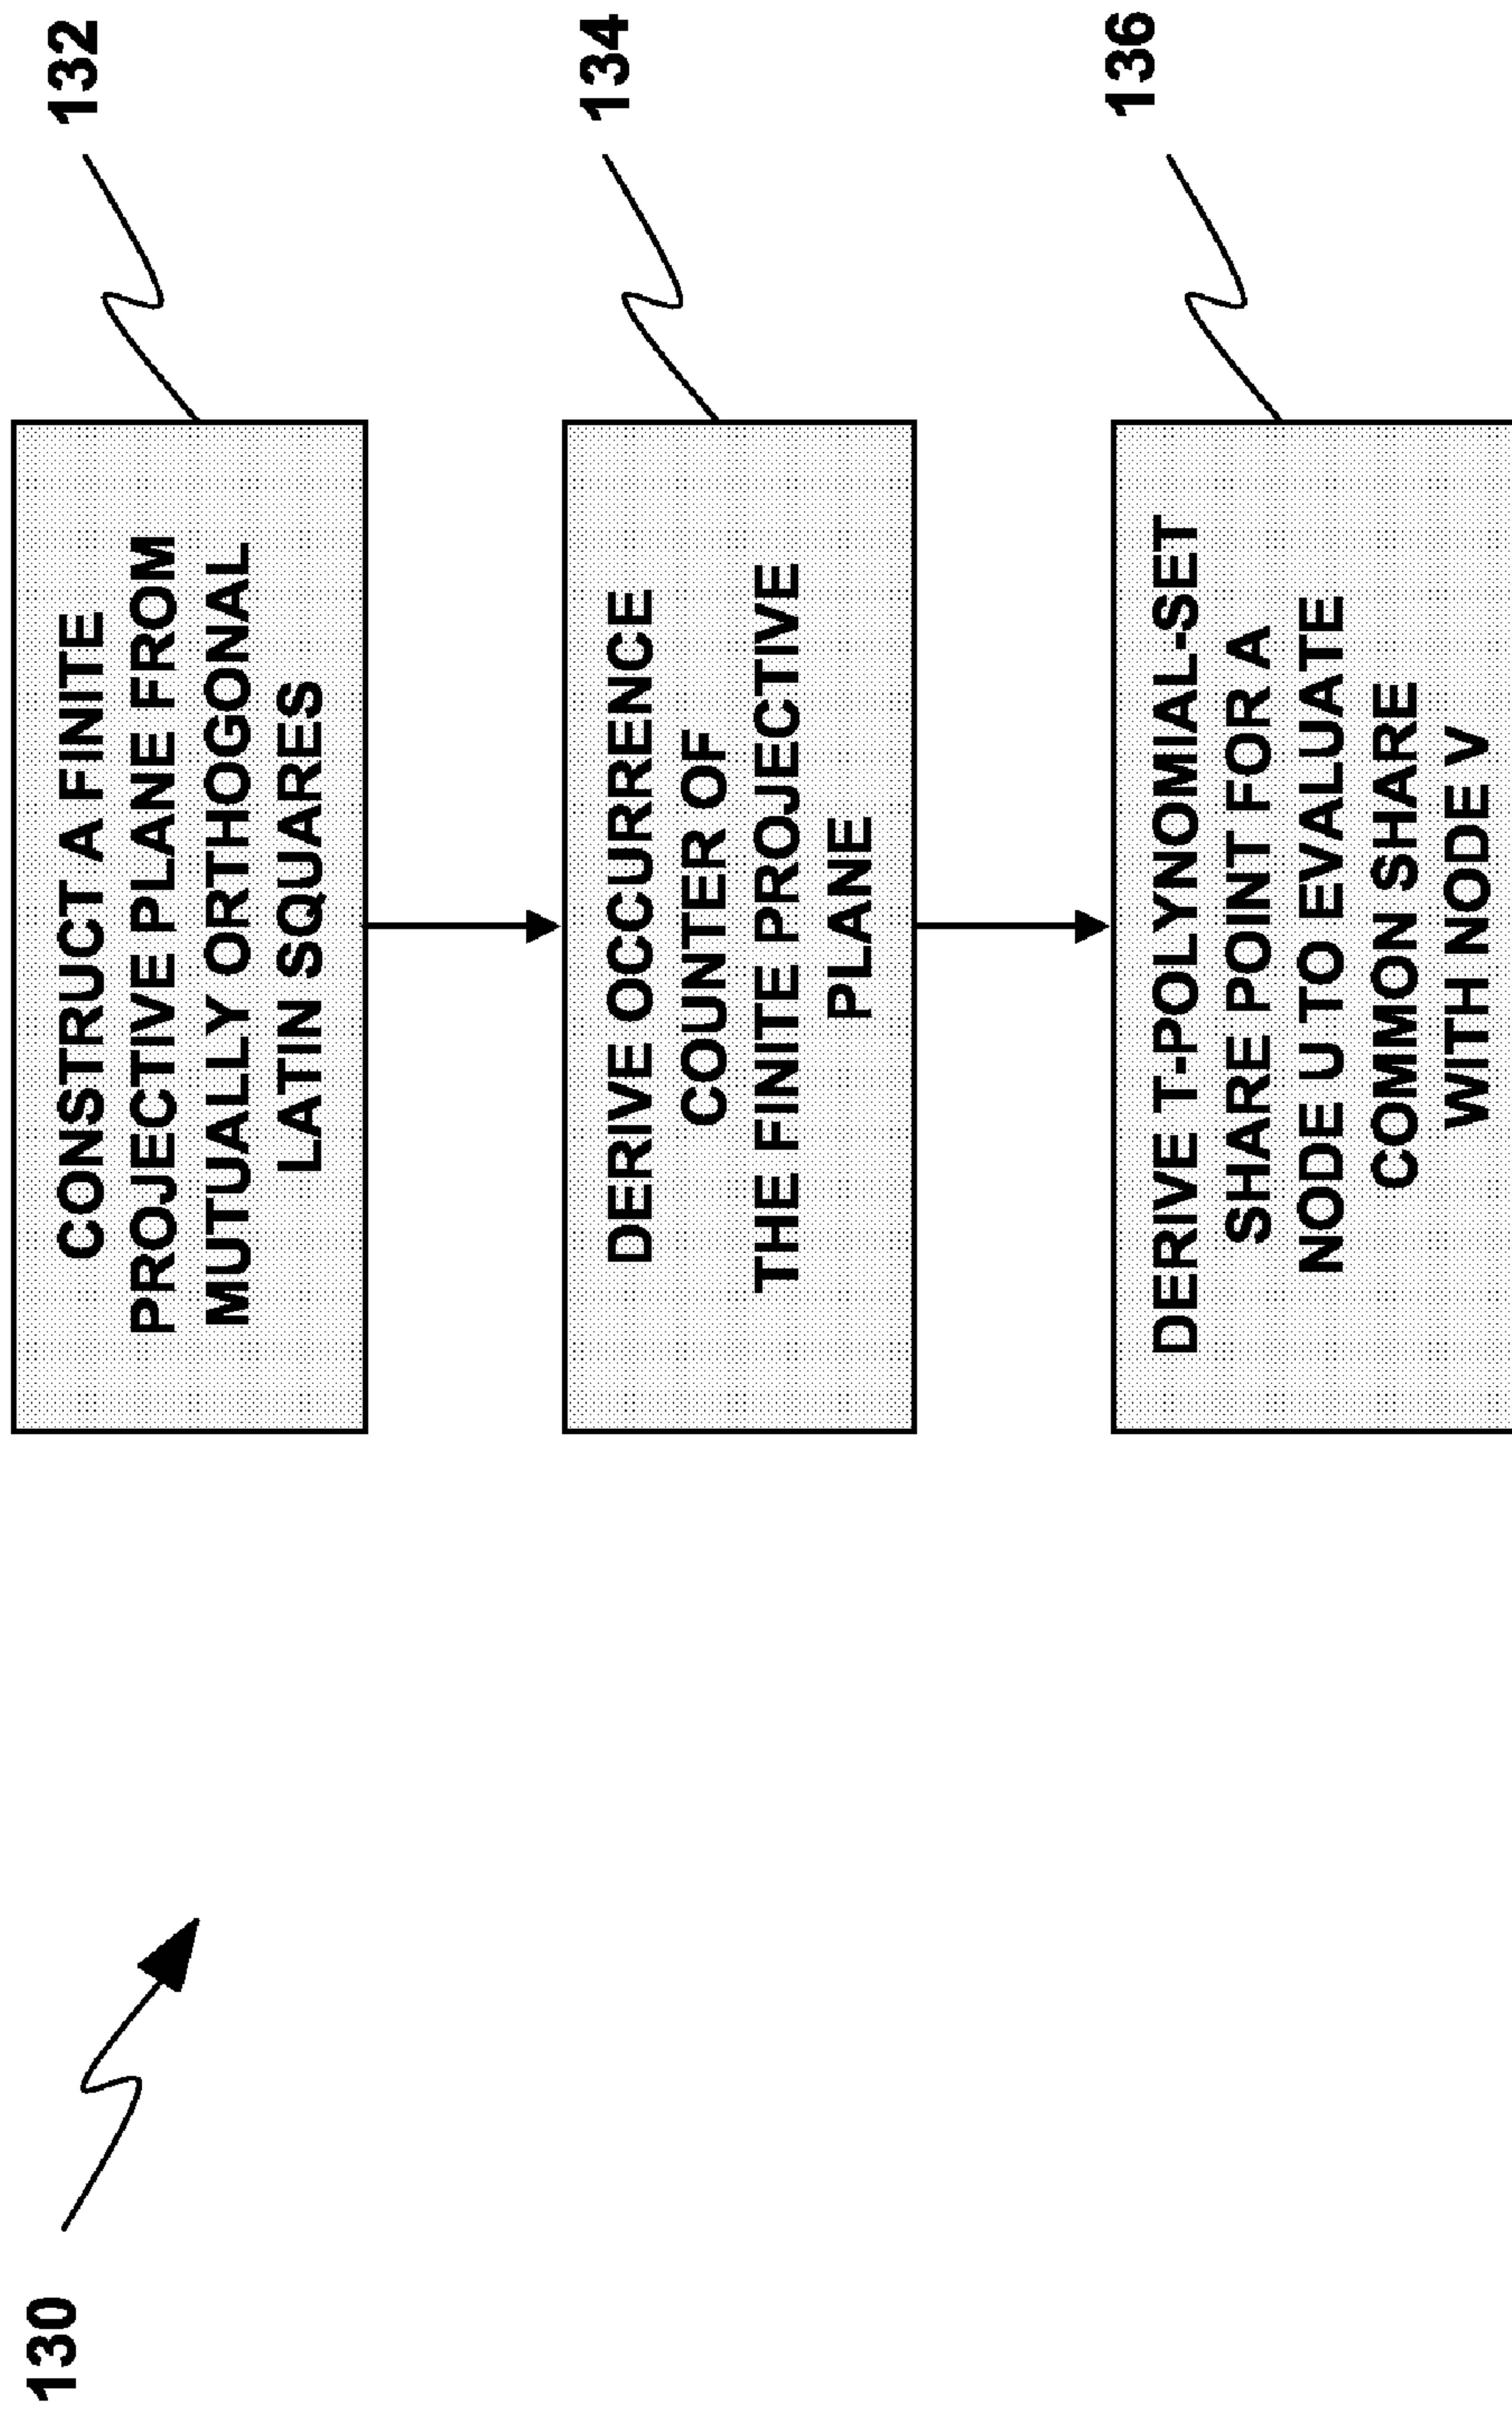 130
CONSTRUCT A FINITE
PROJECTIVE PLANE FROM
MUTUALLY ORTHOGONAL
LATIN SQUARES
132
DERIVE OCCURRENCE
COUNTER OF
THE FINITE PROJECTIVE
PLANE
134
DERIVE T-POLYNOMIAL-SET
SHARE POINT FOR A
NODE U TO EVALUATE
COMMON SHARE
WITH NODE V
136